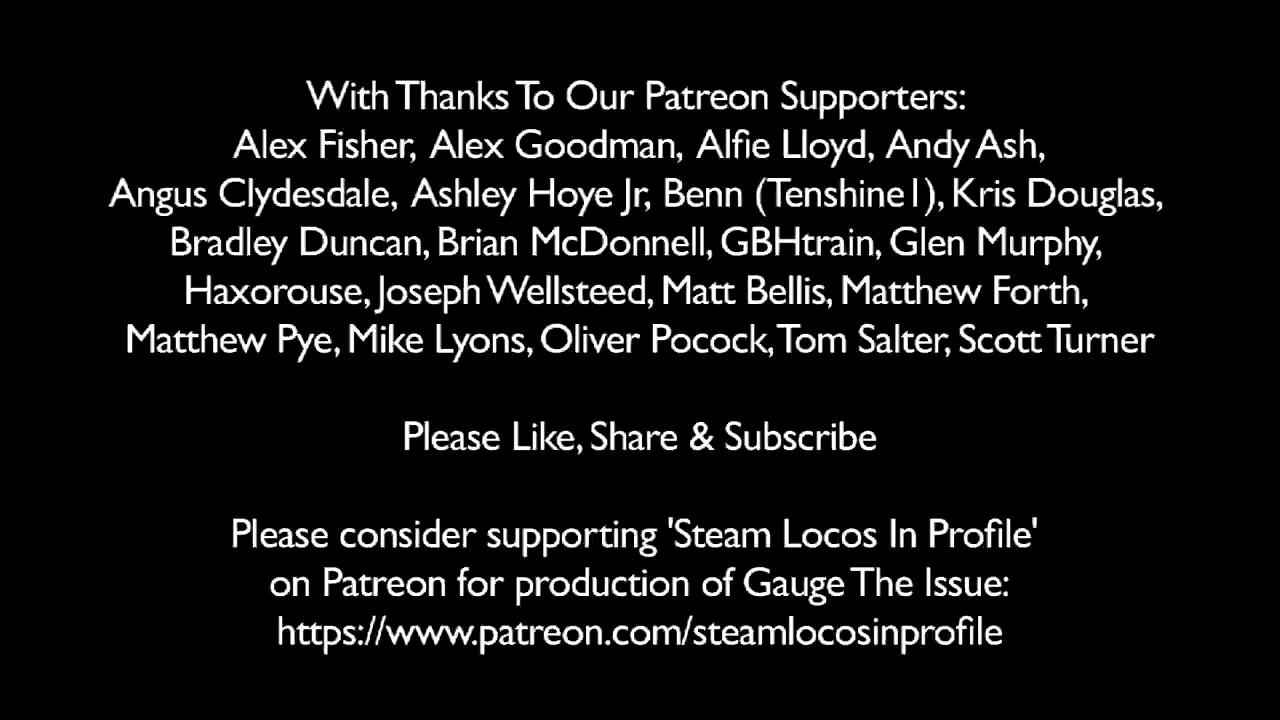 With Thanks To Our Patreon Supporters:
Alex Fisher, Alex Goodman, Alfie Lloyd, Andy Ash,
Angus Clydesdale, Ashley Hoye Jr, Benn (Tenshine1), Kris Douglas,
Bradley Duncan, Brian McDonnell, GBHtrain, Glen Murphy,
Haxorouse, Joseph Wellsteed, Matt Bellis, Matthew Forth,
Matthew Pye, Mike Lyons, Oliver Pocock, Tom Salter, Scott Turner
Please Like, Share & Subscribe
Please consider supporting 'Steam Locos In Profile'
on Patreon for production of Gauge The Issue:
https://www.patreon.com/steamlocosinprofile